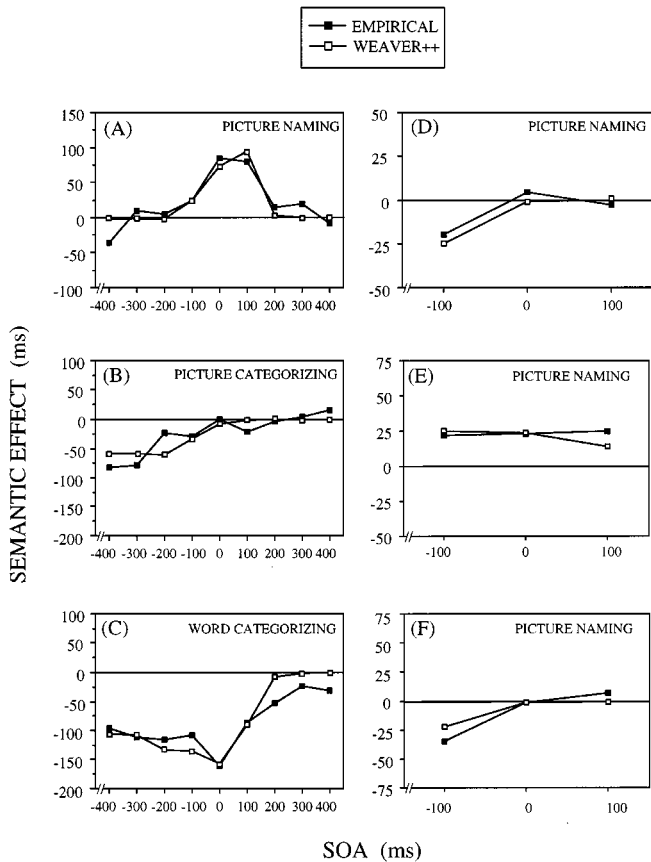 EMPIRICAL
WEAVER++
SEMANTIC EFFECT (ms)
(A) PICTURE NAMING
150
100
50
0
-50
-100
-400 -300 -200 -100 0 100 200 300 400
(D) PICTURE NAMING
50
25
0
-25
-50
-100 0 100
(B) PICTURE CATEGORIZING
100
50
0
-50
-100
-150
-200
-400 -300 -200 -100 0 100 200 300 400
(E) PICTURE NAMING
75
50
25
0
-25
-50
-100 0 100
(C) WORD CATEGORIZING
100
50
0
-50
-100
-150
-200
-400 -300 -200 -100 0 100 200 300 400
(F) PICTURE NAMING
75
50
25
0
-25
-50
-75
-100 0 100
SOA (ms)